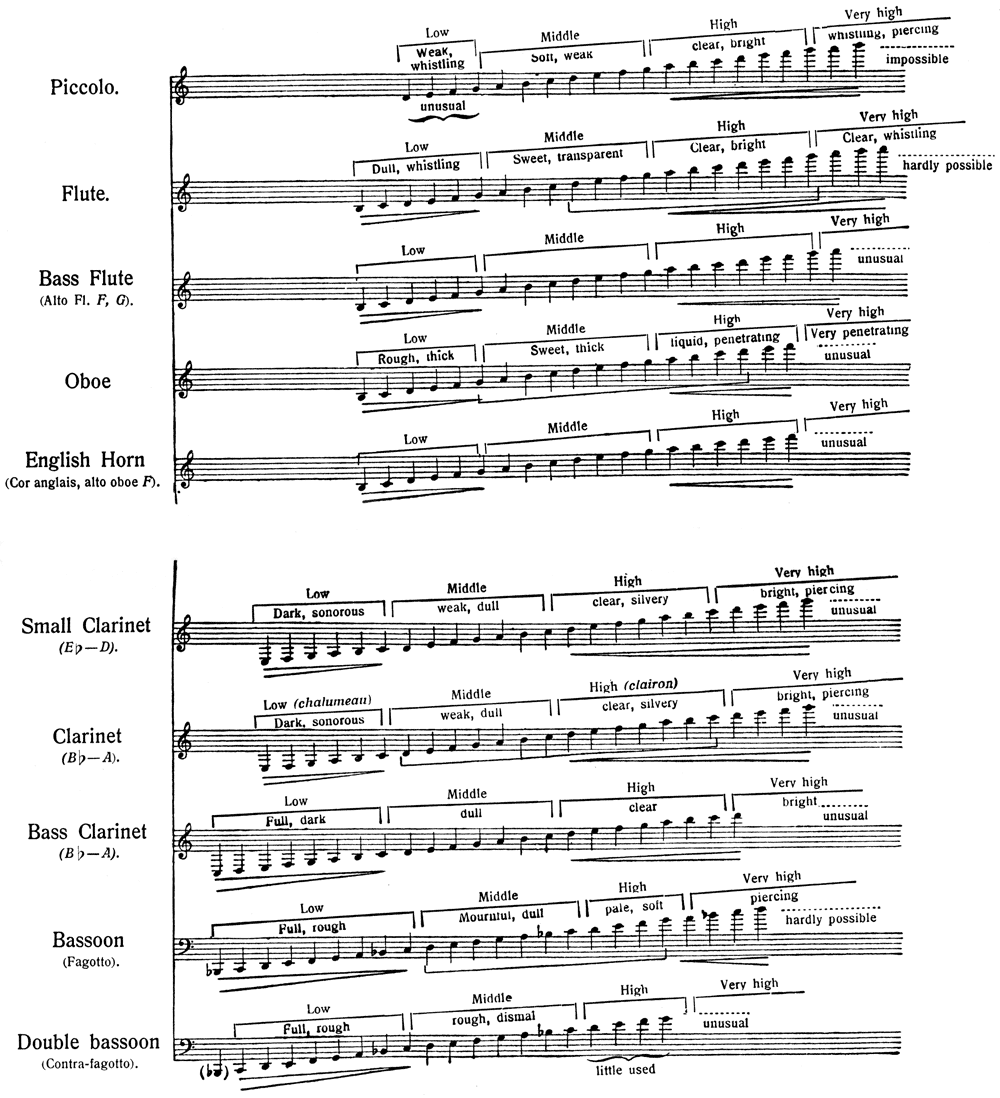 Low Middle High Very high
Piccolo. Weak, whistling Soft, weak clear, bright whistling, piercing impossible
unusual
Low Middle High Very high
Flute. Dull, whistling Sweet, transparent Clear, bright Clear, whistling hardly possible
Low Middle High Very high
Bass Flute unusual
(Alto Fl. F, G).
Low Middle High Very high
Oboe Rough, thick Sweet, thick liquid, penetrating Very penetrating unusual
Low Middle High Very high
English Horn unusual
(Cor anglais, alto oboe F).
Low Middle High Very high
Small Clarinet Dark, sonorous weak, dull clear, silvery bright, piercing unusual
(E♭—D).
Low (chalumeau) Middle High (clairon) Very high
Clarinet Dark, sonorous weak, dull clear, silvery bright, piercing unusual
(B♭—A).
Low Middle High Very high
Bass Clarinet Full, dark dull clear bright unusual
(B♭—A).
Low Middle High Very high
Bassoon Full, rough Mournful, dull pale, soft piercing hardly possible
(Fagotto).
Low Middle High Very high
Double bassoon Full, rough rough, dismal unusual
(Contra-fagotto).
little used